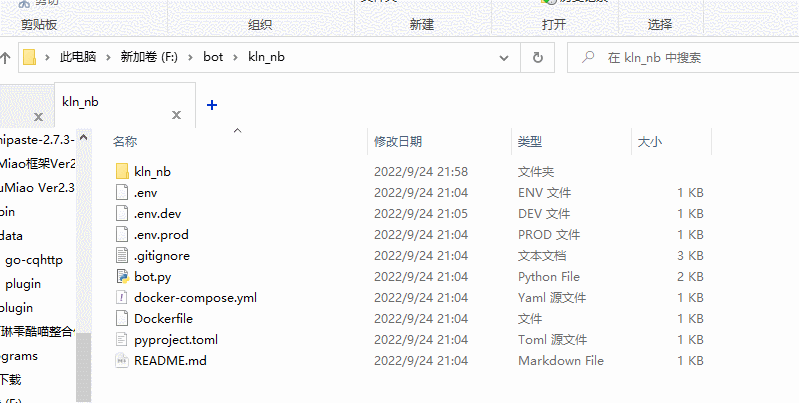 剪切
剪贴板 组织 新建 打开 选择
此电脑 > 新加卷 (F:) > bot > kln_nb 在 kln_nb 中搜索
kln_nb
名称 修改日期 类型 大小
kln_nb 2022/9/24 21:58 文件夹
.env 2022/9/24 21:04 ENV 文件 1 KB
.env.dev 2022/9/24 21:05 DEV 文件 1 KB
.env.prod 2022/9/24 21:04 PROD 文件 1 KB
.gitignore 2022/9/24 21:04 文本文档 3 KB
bot.py 2022/9/24 21:04 Python File 2 KB
docker-compose.yml 2022/9/24 21:04 Yaml 源文件 1 KB
Dockerfile 2022/9/24 21:04 文件 1 KB
pyproject.toml 2022/9/24 21:04 Toml 源文件 1 KB
README.md 2022/9/24 21:04 Markdown File 1 KB
nipaste-2.7.3-
Miao框架Ver2
uMiao Ver2.3
bin
data
go-cqhttp
plugin
plugin
琳雫酷喵整合
ograms
下载
(F:)